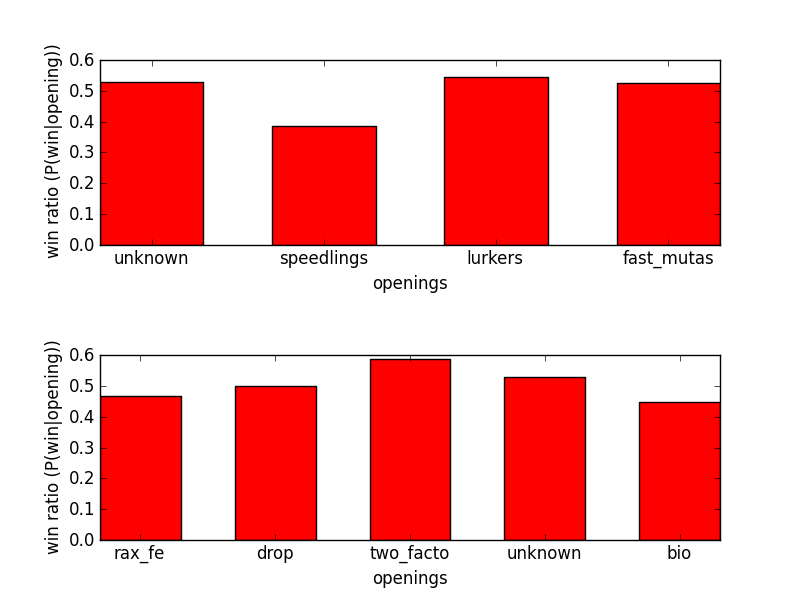 win ratio (P(win|opening))
0.6
0.5
0.4
0.3
0.2
0.1
0.0
unknown speedlings lurkers fast_mutas
openings
win ratio (P(win|opening))
0.6
0.5
0.4
0.3
0.2
0.1
0.0
rax_fe drop two_facto unknown bio
openings